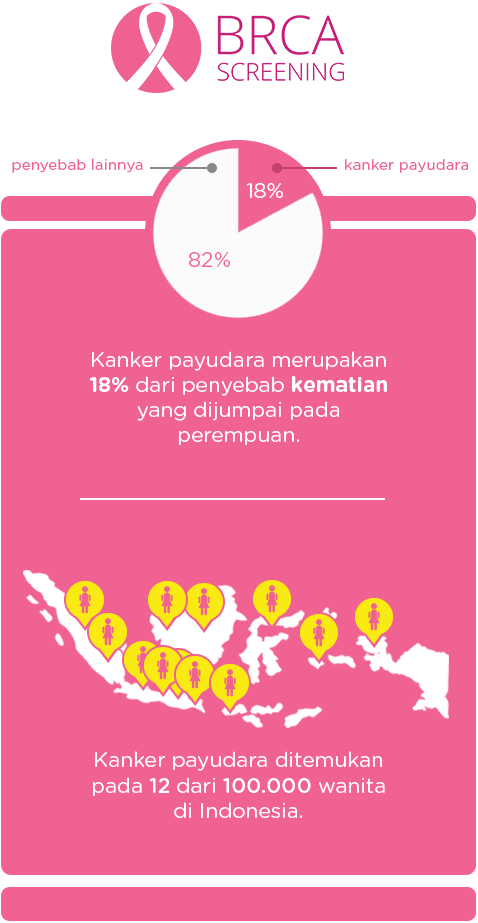 BRCA
SCREENING
penyebab lainnya
kanker payudara
18%
82%
Kanker payudara merupakan
18% dari penyebab kematian
yang dijumpai pada
perempuan.
Kanker payudara ditemukan
pada 12 dari 100.000 wanita
di Indonesia.